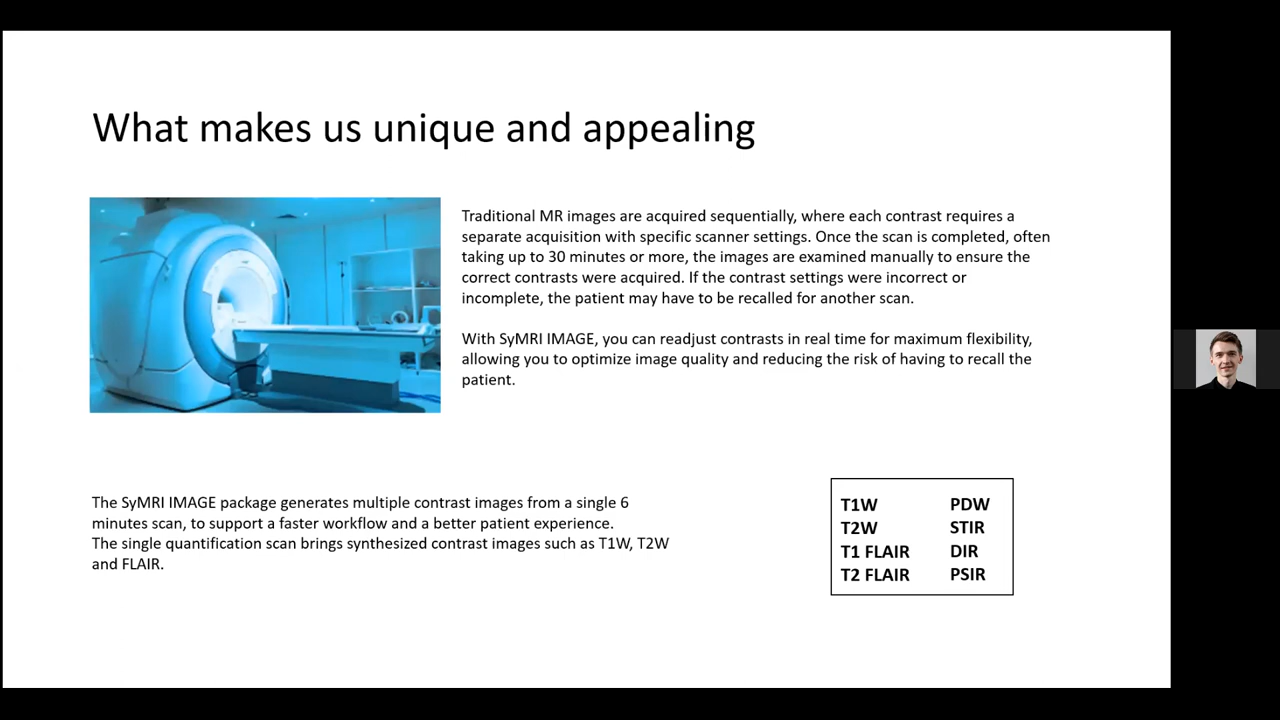 What makes us unique and appealing
Traditional MR images are acquired sequentially, where each contrast requires a
separate acquisition with specific scanner settings. Once the scan is completed, often
taking up to 30 minutes or more, the images are examined manually to ensure the
correct contrasts were acquired. If the contrast settings were incorrect or
incomplete, the patient may have to be recalled for another scan.
With SyMRI IMAGE, you can readjust contrasts in real time for maximum flexibility,
allowing you to optimize image quality and reducing the risk of having to recall the
patient.
The SyMRI IMAGE package generates multiple contrast images from a single 6
minutes scan, to support a faster workflow and a better patient experience.
The single quantification scan brings synthesized contrast images such as T1W, T2W
and FLAIR.
T1W PDW
T2W STIR
T1 FLAIR DIR
T2 FLAIR PSIR